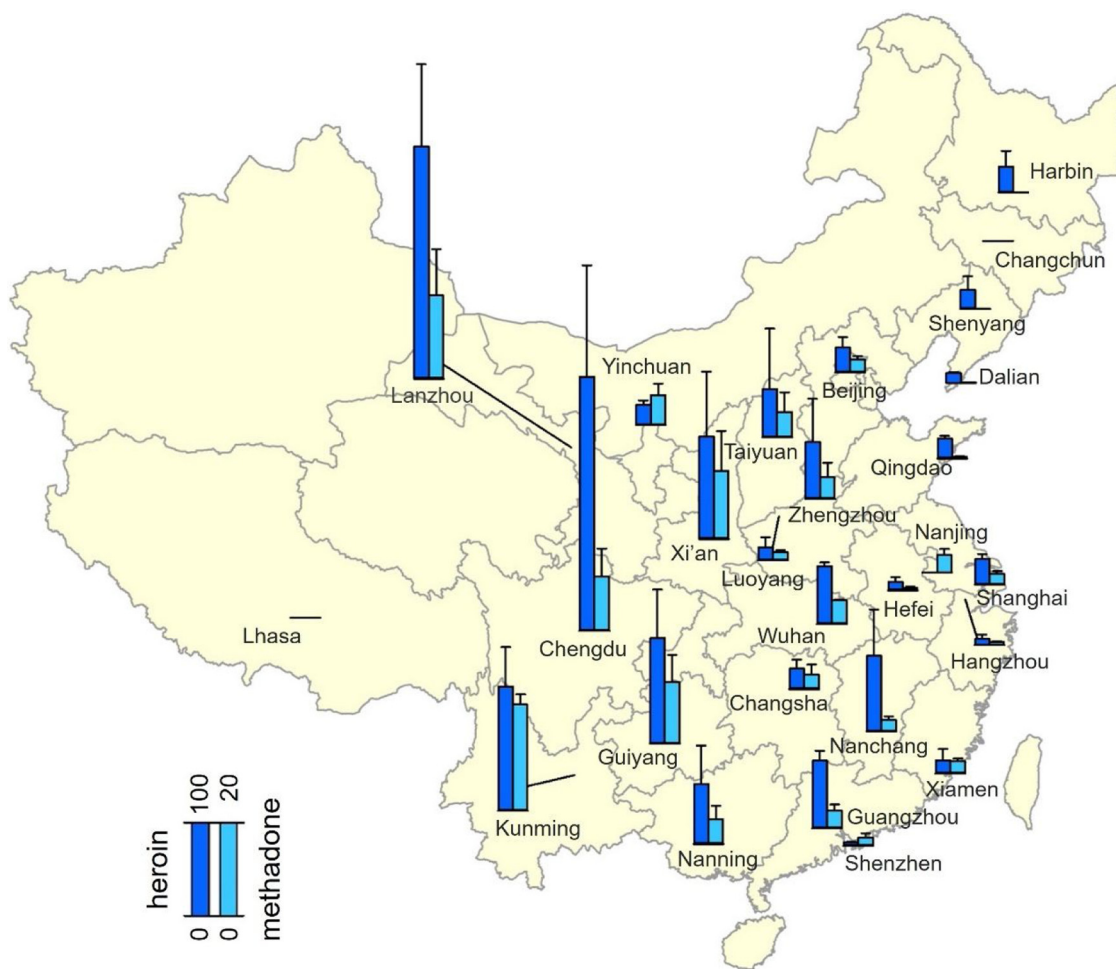 Harbin
Changchun
Shenyang
Yinchuan
Beijing
Dalian
Lanzhou
Taiyuan
Qingdao
Zhengzhou
Nanjing
Xi'an
Luoyang
Hefei
Shanghai
Lhasa
Chengdu
Wuhan
Hangzhou
Changsha
Guiyang
Nanchang
Xiamen
Kunming
Guangzhou
Nanning
Shenzhen
heroin
0 100
0 20
methadone